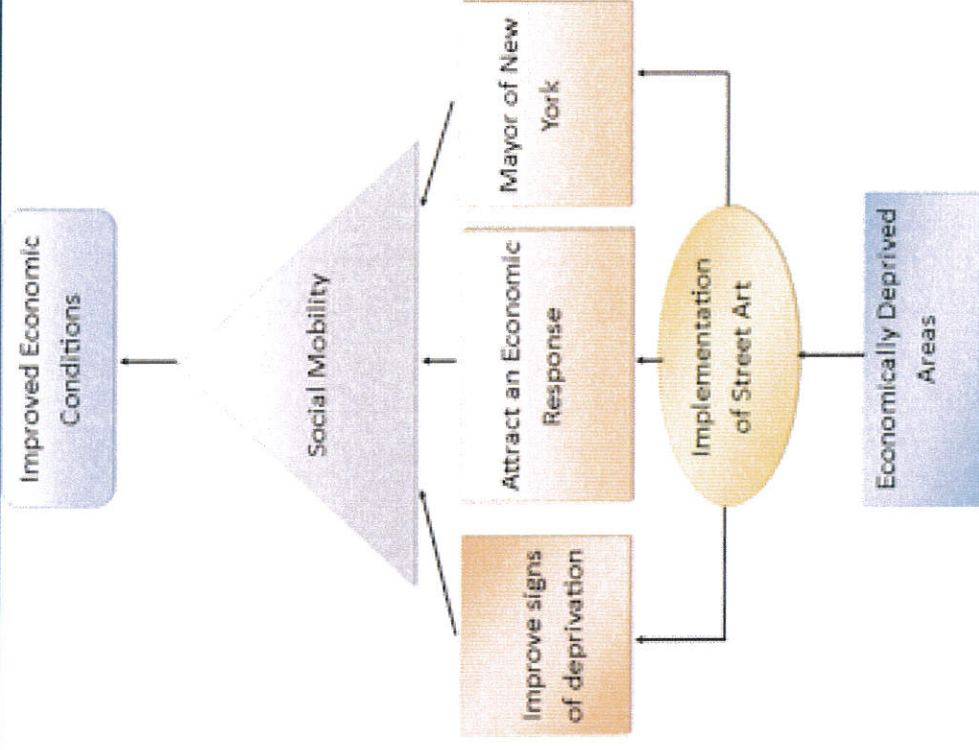 Improved Economic
Conditions
Social Mobility
Improve signs
of deprivation
Attract an Economic
Response
Mayor of New
York
Implementation
of Street Art
Economically Deprived
Areas